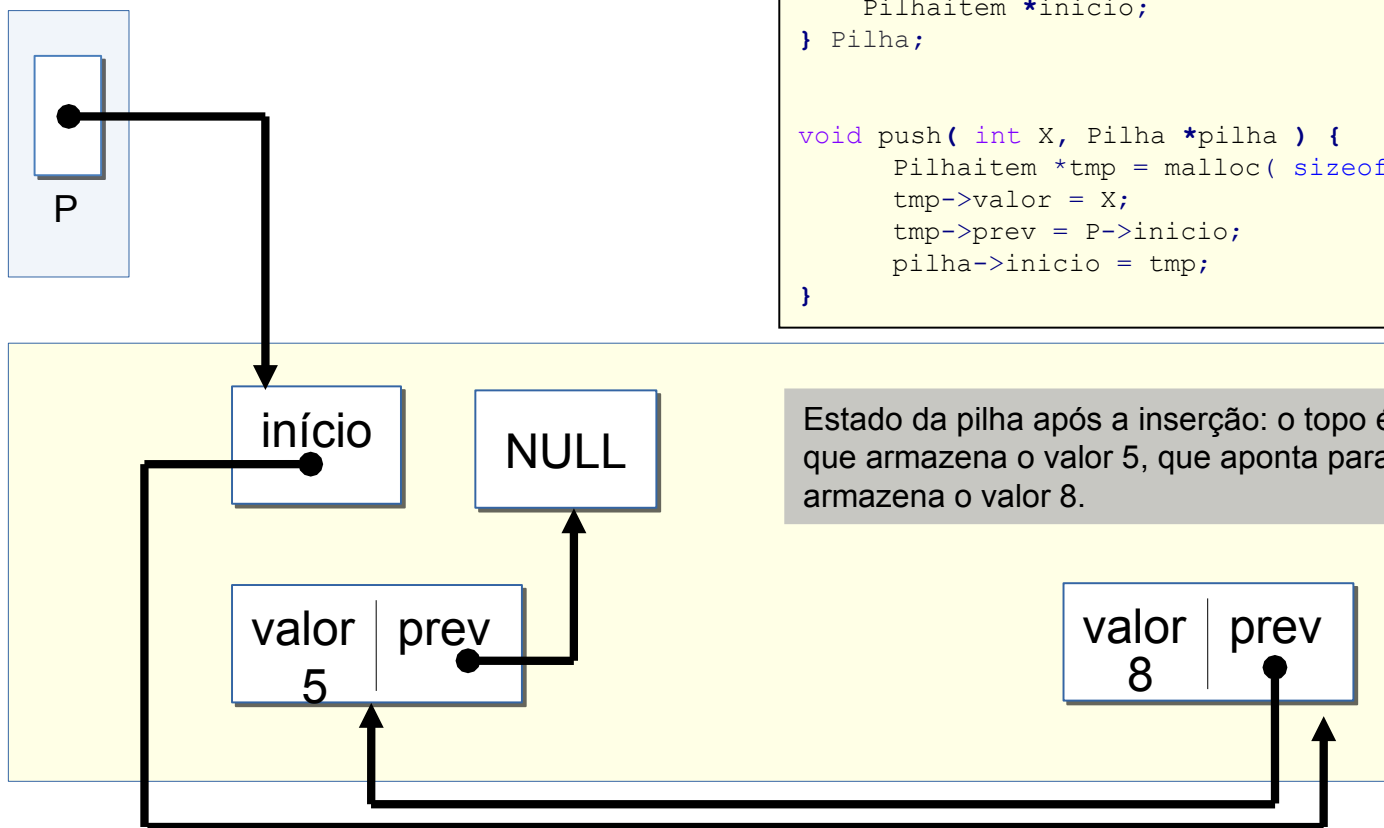 Pilhaitem *inicio;
} Pilha;
void push( int X, Pilha *pilha ) {
Pilhaitem *tmp = malloc( sizeof
tmp->valor = X;
tmp->prev = P->inicio;
pilha->inicio = tmp;
}
P
início
NULL
Estado da pilha após a inserção: o topo é
que armazena o valor 5, que aponta para
armazena o valor 8.
valor prev
5
valor prev
8